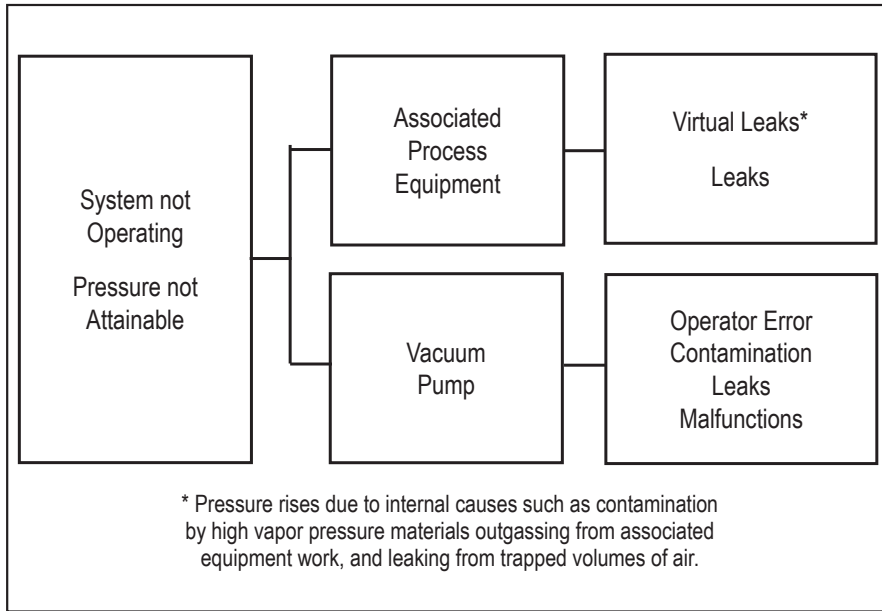 System not
Operating
Pressure not
Attainable
Associated
Process
Equipment
Virtual Leaks*
Leaks
Vacuum
Pump
Operator Error
Contamination
Leaks
Malfunctions
* Pressure rises due to internal causes such as contamination
by high vapor pressure materials outgassing from associated
equipment work, and leaking from trapped volumes of air.